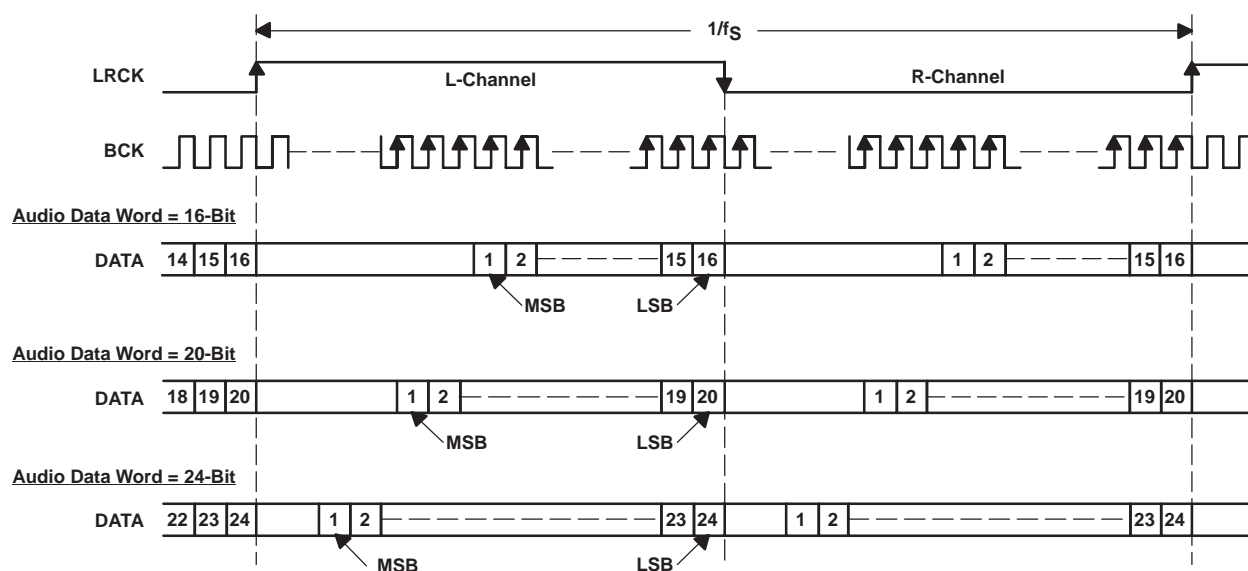 1/fS
LRCK L-Channel R-Channel
BCK
Audio Data Word = 16-Bit
DATA 14 15 16 1 2 15 16 1 2 15 16
MSB LSB
Audio Data Word = 20-Bit
DATA 18 19 20 1 2 19 20 1 2 19 20
MSB LSB
Audio Data Word = 24-Bit
DATA 22 23 24 1 2 23 24 1 2 23 24
MSB LSB